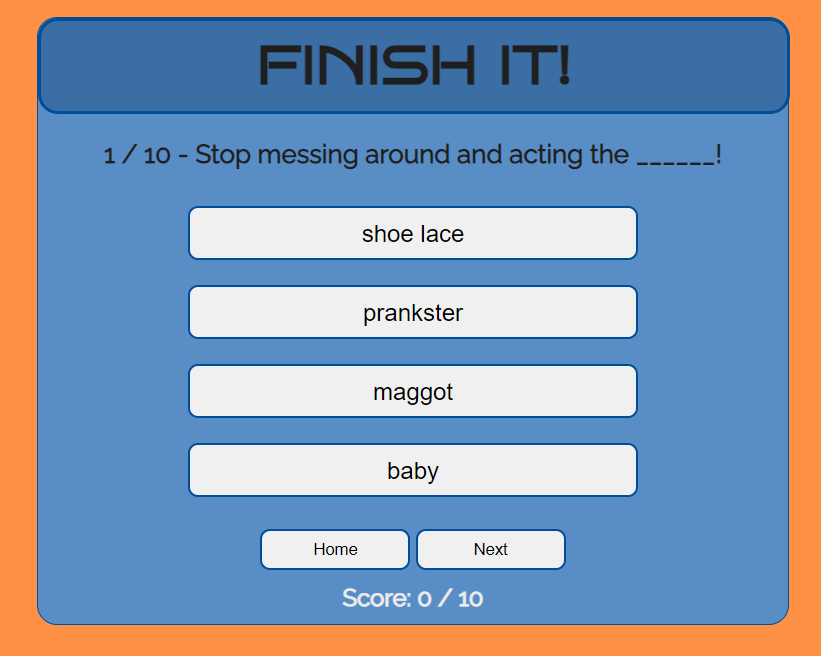 FINISH IT!
1 / 10 - Stop messing around and acting the ______!
shoe lace
prankster
maggot
baby
Home Next
Score: 0 / 10